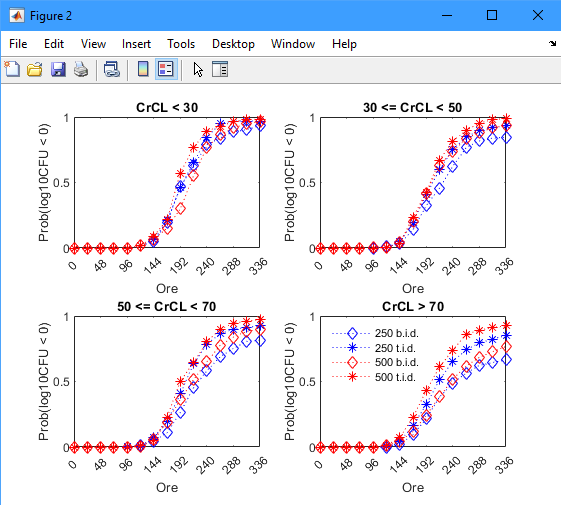 Figure 2
File Edit View Insert Tools Desktop Window Help
CrCL < 30
Prob(log10CFU < 0)
1
0.5
0
0 48 96 144 192 240 288 336
Ore
30 <= CrCL < 50
Prob(log10CFU < 0)
1
0.5
0
0 48 96 144 192 240 288 336
Ore
50 <= CrCL < 70
Prob(log10CFU < 0)
1
0.5
0
0 48 96 144 192 240 288 336
Ore
CrCL > 70
Prob(log10CFU < 0)
1
0.5
0
250 b.i.d.
250 t.i.d.
500 b.i.d.
500 t.i.d.
0 48 96 144 192 240 288 336
Ore